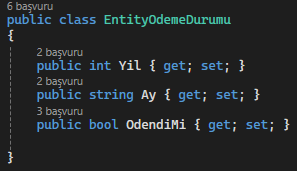 6 başvuru
public class EntityOdemeDurumu
{
2 başvuru
public int Yil { get; set; }
2 başvuru
public string Ay { get; set; }
3 başvuru
public bool OdendiMi { get; set; }
}